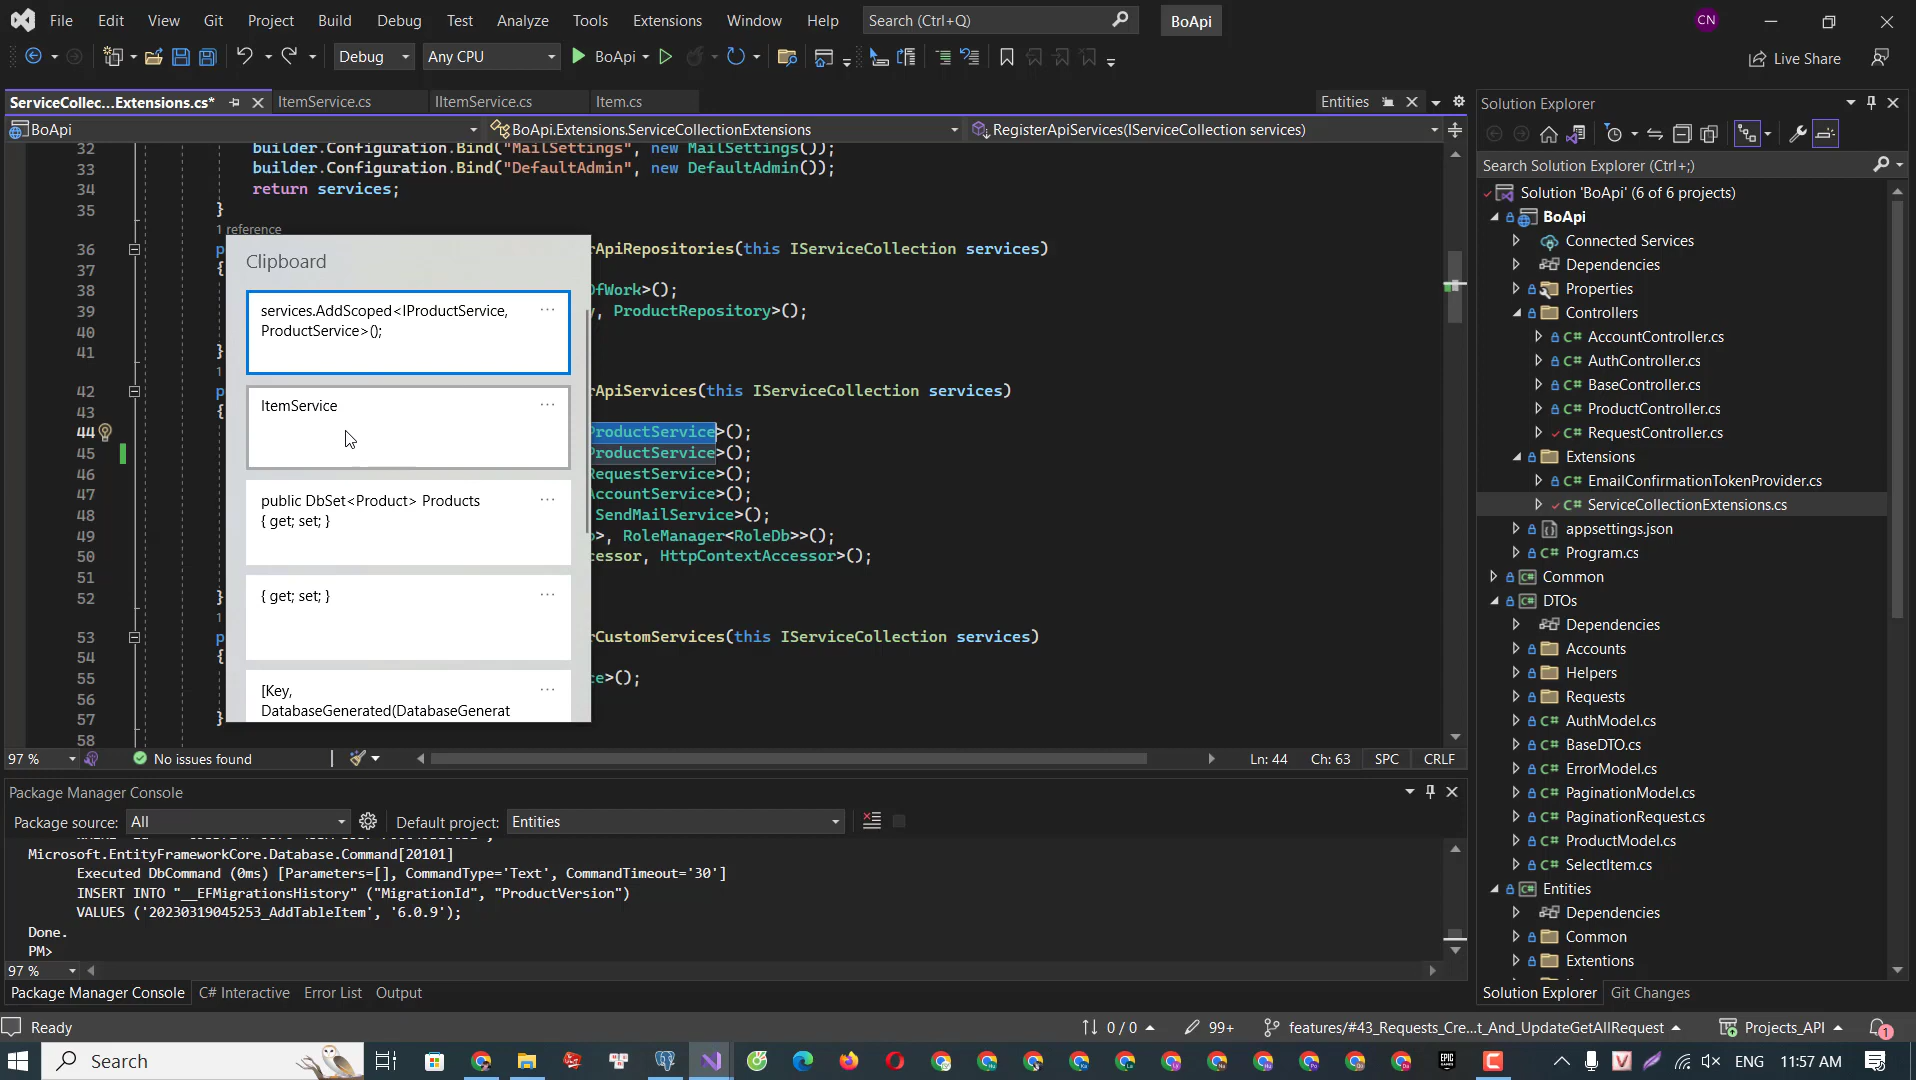 File Edit View Git Project Build Debug Test Analyze Tools Extensions Window Help Search (Ctrl+Q) BoApi CN
Debug Any CPU BoApi Live Share
ServiceCollec...Extensions.cs* ItemService.cs IItemService.cs Item.cs Entities
BoApi BoApi.Extensions.ServiceCollectionExtensions RegisterApiServices(IServiceCollection services)
32 builder.Configuration.Bind("MailSettings", new MailSettings());
33 builder.Configuration.Bind("DefaultAdmin", new DefaultAdmin());
34 return services;
35 }
1 reference
36 p rApiRepositories(this IServiceCollection services)
37 {
38 OfWork>();
39 y, ProductRepository>();
40
41 }
1
42 p rApiServices(this IServiceCollection services)
43 {
44 ProductService>();
45 ProductService>();
46 RequestService>();
47 AccountService>();
48 SendMailService>();
49 b>, RoleManager<RoleDb>>();
50 cessor, HttpContextAccessor>();
51
52 }
1
53 p rCustomServices(this IServiceCollection services)
54 {
55 ce>();
56
57 }
58
Clipboard
services.AddScoped<IProductService,
ProductService>();
ItemService
public DbSet<Product> Products
{ get; set; }
{ get; set; }
[Key,
DatabaseGenerated(DatabaseGenerat
97 % No issues found Ln: 44 Ch: 63 SPC CRLF
Package Manager Console
Package source: All Default project: Entities
Microsoft.EntityFrameworkCore.Database.Command[20101]
Executed DbCommand (0ms) [Parameters=[], CommandType='Text', CommandTimeout='30']
INSERT INTO "__EFMigrationsHistory" ("MigrationId", "ProductVersion")
VALUES ('20230319045253_AddTableItem', '6.0.9');
Done.
PM>
97 %
Package Manager Console C# Interactive Error List Output
Solution Explorer
Search Solution Explorer (Ctrl+;)
Solution 'BoApi' (6 of 6 projects)
BoApi
Connected Services
Dependencies
Properties
Controllers
C# AccountController.cs
C# AuthController.cs
C# BaseController.cs
C# ProductController.cs
C# RequestController.cs
Extensions
C# EmailConfirmationTokenProvider.cs
C# ServiceCollectionExtensions.cs
appsettings.json
C# Program.cs
C# Common
C# DTOs
Dependencies
Accounts
Helpers
Requests
C# AuthModel.cs
C# BaseDTO.cs
C# ErrorModel.cs
C# PaginationModel.cs
C# PaginationRequest.cs
C# ProductModel.cs
C# SelectItem.cs
C# Entities
Dependencies
Common
Extentions
Solution Explorer Git Changes
Ready 0 / 0 99+ features/#43_Requests_Cre...t_And_UpdateGetAllRequest Projects_API 1
Search ENG 11:57 AM